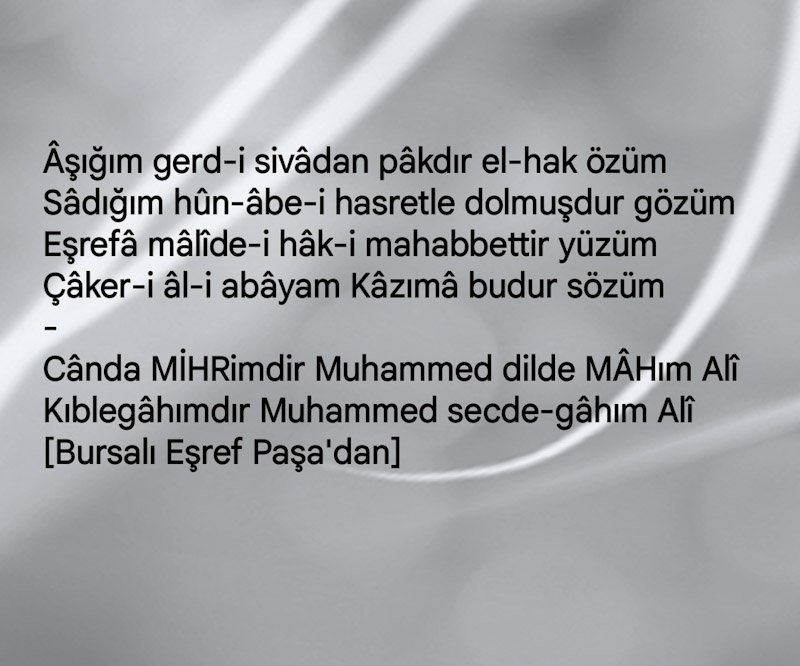 Âşığım gerd-i sivâdan pâkdır el-hak özüm
Sâdığım hûn-âbe-i hasretle dolmuşdur gözüm
Eşrefâ mâlîde-i hâk-i mahabbettir yüzüm
Çâker-i âl-i abâyam Kâzımâ budur sözüm
-
Cânda MİHRimdir Muhammed dilde MÂHım Alî
Kıblegâhımdır Muhammed secde-gâhım Alî
[Bursalı Eşref Paşa'dan]